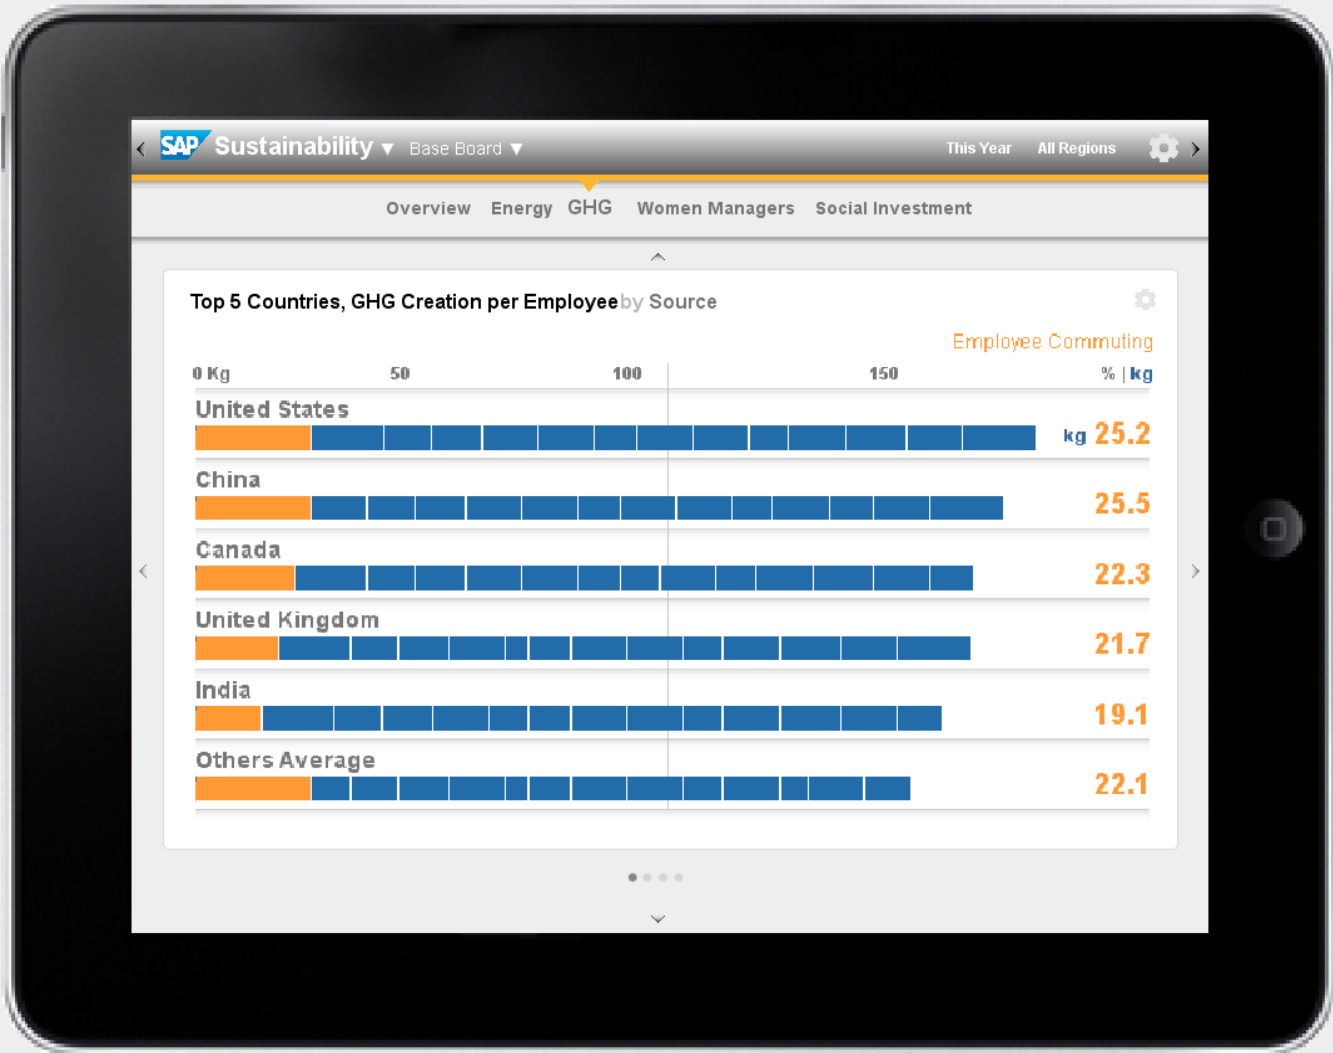 SAP Sustainability ▼ Base Board ▼ This Year All Regions
Overview Energy GHG Women Managers Social Investment
Top 5 Countries, GHG Creation per Employee by Source
Employee Commuting
0 Kg 50 100 150 % | kg
United States
kg 25.2
China
25.5
Canada
22.3
United Kingdom
21.7
India
19.1
Others Average
22.1